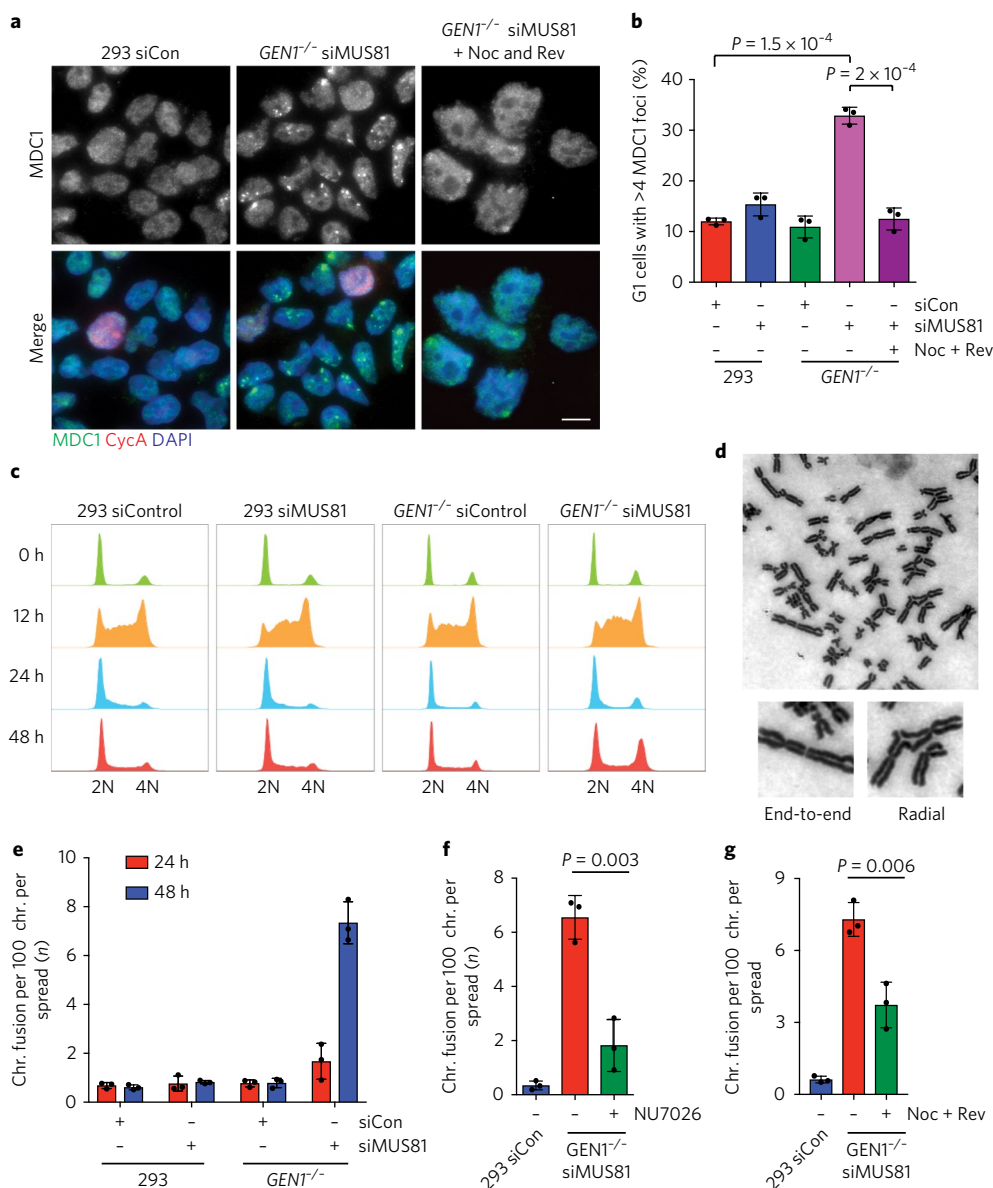 a
293 siCon
GEN1−/− siMUS81
GEN1−/− siMUS81
+ Noc and Rev
MDC1
Merge
MDC1 CycA DAPI
b
P = 1.5 × 10−4
P = 2 × 10−4
G1 cells with >4 MDC1 foci (%)
40
30
20
10
0
+ – + – – siCon
– + – + + siMUS81
– – – – + Noc + Rev
293
GEN1−/−
c
293 siControl
293 siMUS81
GEN1−/− siControl
GEN1−/− siMUS81
0 h
12 h
24 h
48 h
2N 4N 2N 4N 2N 4N 2N 4N
d
End-to-end
Radial
e
24 h
48 h
Chr. fusion per 100 chr. per
spread (n)
10
8
6
4
2
0
+ – + – siCon
– + – + siMUS81
293
GEN1−/−
f
P = 0.003
Chr. fusion per 100 chr. per
spread (n)
8
6
4
2
0
– – + NU7026
293 siCon
GEN1−/−
siMUS81
g
P = 0.006
Chr. fusion per 100 chr. per
spread
9
6
3
0
– – + Noc + Rev
293 siCon
GEN1−/−
siMUS81